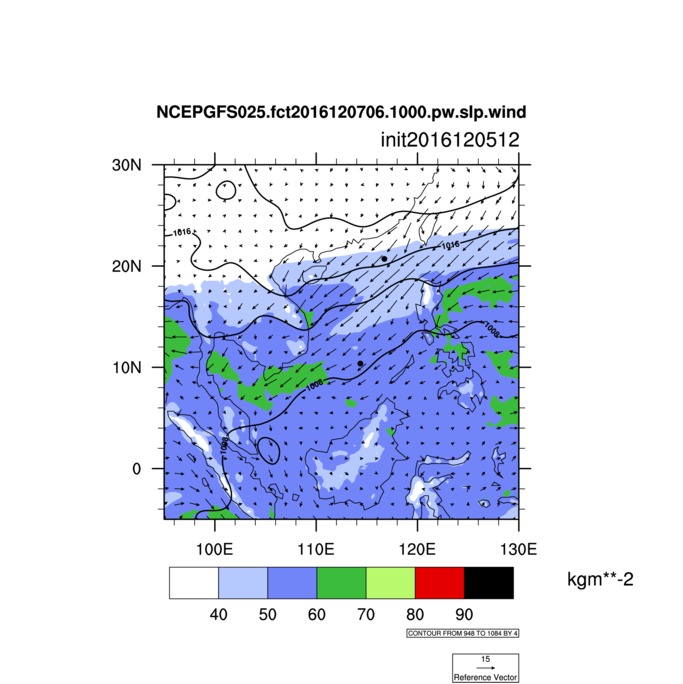 NCEPGFS025.fct2016120706.1000.pw.slp.wind
init2016120512
30N
1016
1016
20N
1008
10N
1008
1008
0
100E 110E 120E 130E
kgm**-2
40 50 60 70 80 90
CONTOUR FROM 948 TO 1084 BY 4
15
Reference Vector